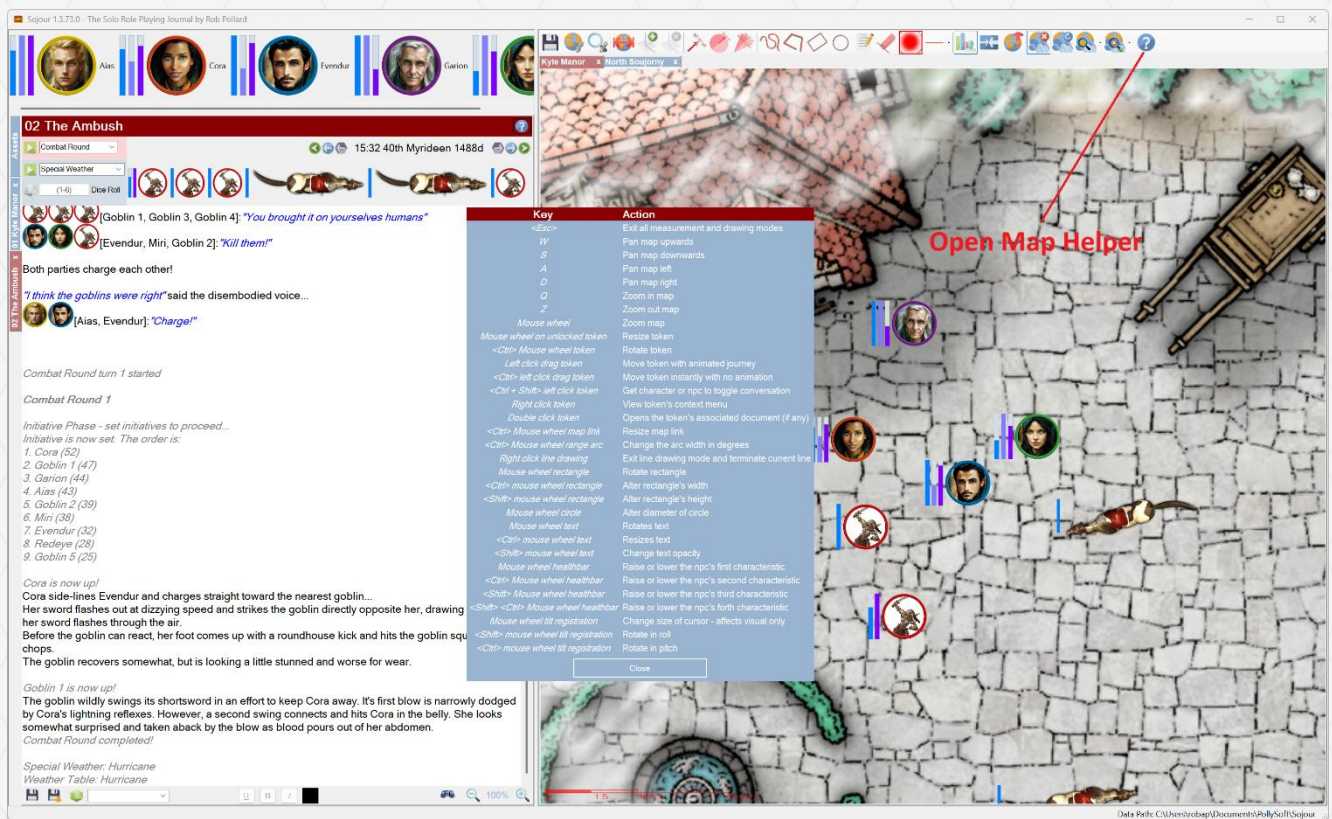 Sojour 1.3.73.0 - The Solo Role Playing Journal by Rob Pollard
Aias
Cora
Evendur
Garion
Assets
01 Kyle Manor x
02 The Ambush x
02 The Ambush
Combat Round
15:32 40th Myrideen 1488d
Special Weather
(1-6) Dice Roll
[Goblin 1, Goblin 3, Goblin 4]: "You brought it on yourselves humans"
[Evendur, Miri, Goblin 2]: "Kill them!"
Both parties charge each other!
"I think the goblins were right" said the disembodied voice...
[Aias, Evendur]: "Charge!"
Combat Round turn 1 started
Combat Round 1
Initiative Phase - set initiatives to proceed...
Initiative is now set. The order is:
1. Cora (52)
2. Goblin 1 (47)
3. Garion (44)
4. Aias (43)
5. Goblin 2 (39)
6. Miri (38)
7. Evendur (32)
8. Redeye (28)
9. Goblin 5 (25)
Cora is now up!
Cora side-lines Evendur and charges straight toward the nearest goblin...
Her sword flashes out at dizzying speed and strikes the goblin directly opposite her, drawing
her sword flashes through the air.
Before the goblin can react, her foot comes up with a roundhouse kick and hits the goblin squ
chops.
The goblin recovers somewhat, but is looking a little stunned and worse for wear.
Goblin 1 is now up!
The goblin wildly swings its shortsword in an effort to keep Cora away. It's first blow is narrowly dodged
by Cora's lightning reflexes. However, a second swing connects and hits Cora in the belly. She looks
somewhat surprised and taken aback by the blow as blood pours out of her abdomen.
Combat Round completed!
Special Weather: Hurricane
Weather Table: Hurricane
U B I
100%
Kyle Manor x North Soujorny x
Open Map Helper
Key Action
<Esc> Exit all measurement and drawing modes
W Pan map upwards
S Pan map downwards
A Pan map left
D Pan map right
Q Zoom in map
Z Zoom out map
Mouse wheel Zoom map
Mouse wheel on unlocked token Resize token
<Ctrl> Mouse wheel token Rotate token
Left click drag token Move token with animated journey
<Ctrl> left click drag token Move token instantly with no animation
<Ctrl + Shift> left click token Get character or npc to toggle conversation
Right click token View token's context menu
Double click token Opens the token's associated document (if any)
<Ctrl> Mouse wheel map link Resize map link
<Ctrl> Mouse wheel range arc Change the arc width in degrees
Right click line drawing Exit line drawing mode and terminate current line
Mouse wheel rectangle Rotate rectangle
<Ctrl> mouse wheel rectangle Alter rectangle's width
<Shift> mouse wheel rectangle Alter rectangle's height
Mouse wheel circle Alter diameter of circle
Mouse wheel text Rotates text
<Ctrl> mouse wheel text Resizes text
<Shift> mouse wheel text Change text opacity
Mouse wheel healthbar Raise or lower the npc's first characteristic
<Ctrl> Mouse wheel healthbar Raise or lower the npc's second characteristic
<Shift> Mouse wheel healthbar Raise or lower the npc's third characteristic
<Shift> <Ctrl> Mouse wheel healthbar Raise or lower the npc's forth characteristic
Mouse wheel tilt registration Change size of cursor - affects visual only
<Shift> mouse wheel tilt registration Rotate in roll
<Ctrl> mouse wheel tilt registration Rotate in pitch
Close
1.5
Data Path: C:\Users\robap\Documents\PollySoft\Sojour